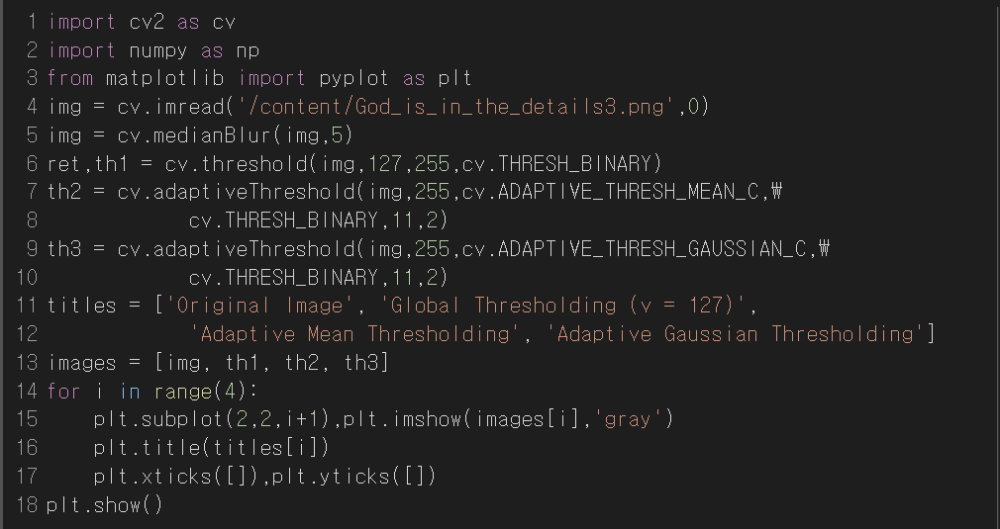 1 import cv2 as cv
2 import numpy as np
3 from matplotlib import pyplot as plt
4 img = cv.imread('/content/God_is_in_the_details3.png',0)
5 img = cv.medianBlur(img,5)
6 ret,th1 = cv.threshold(img,127,255,cv.THRESH_BINARY)
7 th2 = cv.adaptiveThreshold(img,255,cv.ADAPTIVE_THRESH_MEAN_C,₩
8             cv.THRESH_BINARY,11,2)
9 th3 = cv.adaptiveThreshold(img,255,cv.ADAPTIVE_THRESH_GAUSSIAN_C,₩
10             cv.THRESH_BINARY,11,2)
11 titles = ['Original Image', 'Global Thresholding (v = 127)',
12             'Adaptive Mean Thresholding', 'Adaptive Gaussian Thresholding']
13 images = [img, th1, th2, th3]
14 for i in range(4):
15     plt.subplot(2,2,i+1),plt.imshow(images[i],'gray')
16     plt.title(titles[i])
17     plt.xticks([]),plt.yticks([])
18 plt.show()